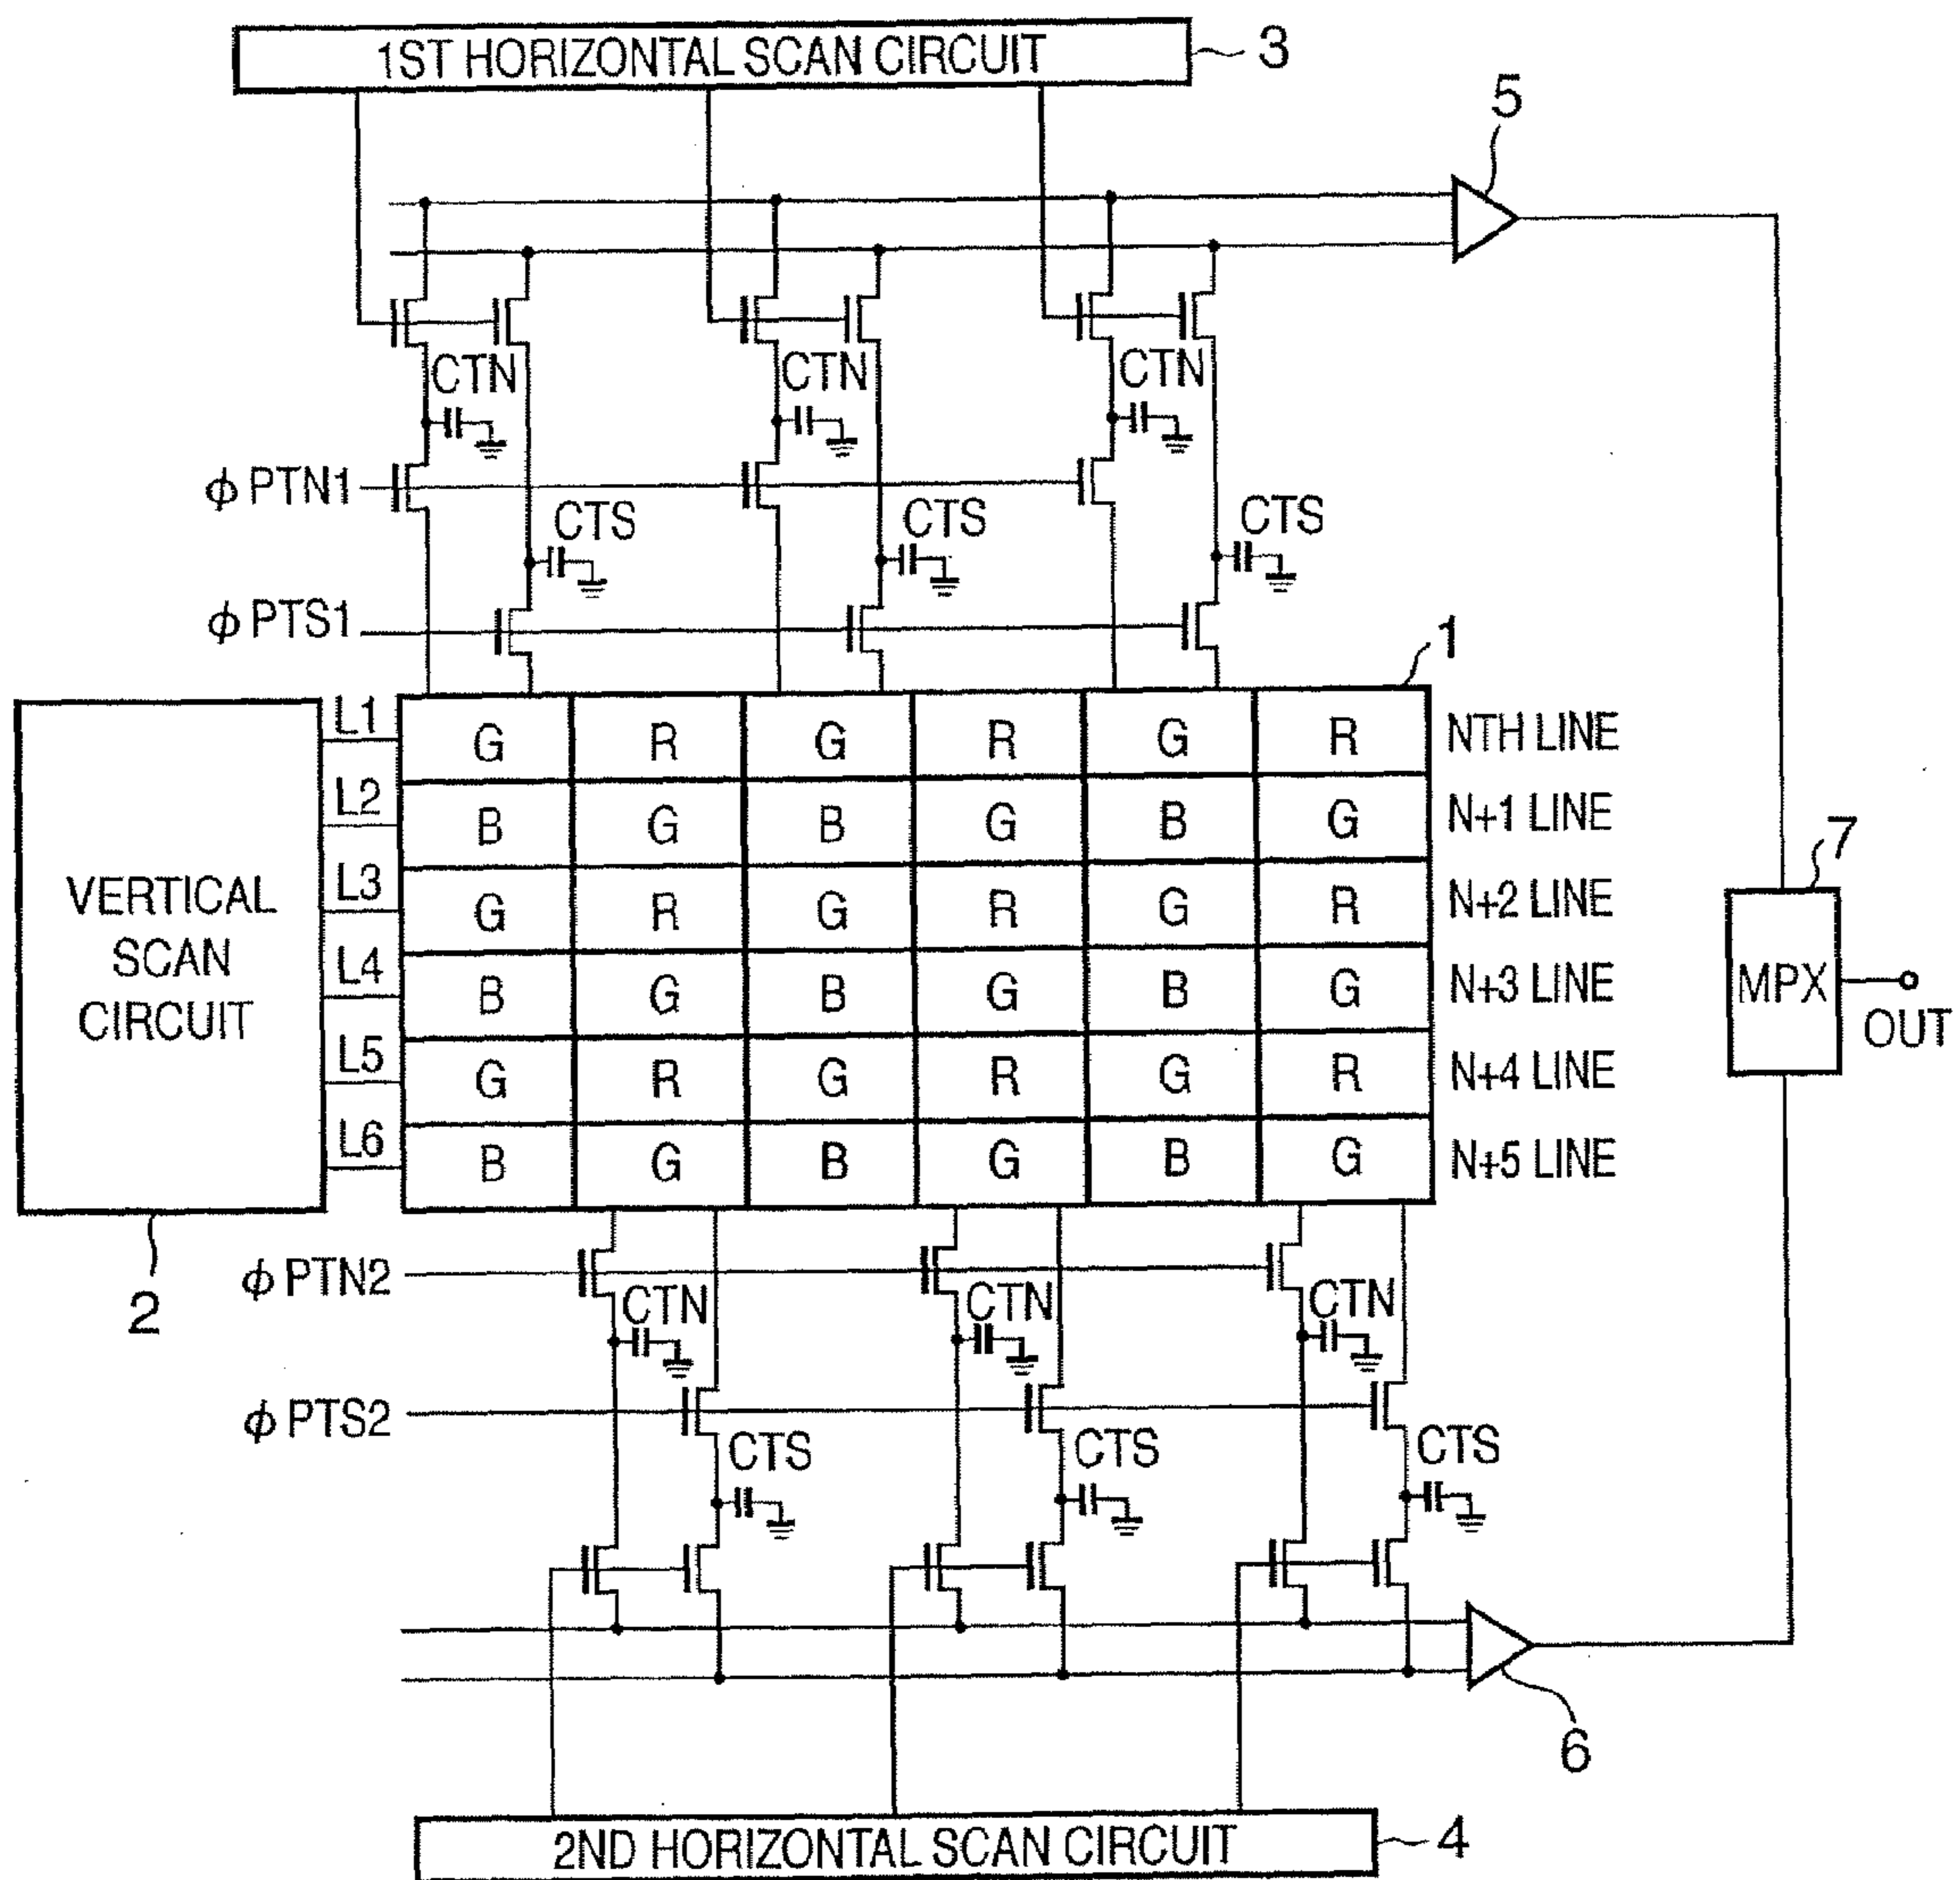 1ST HORIZONTAL SCAN CIRCUIT 3
5
CTN CTN CTN
φ PTN1
CTS CTS CTS
φ PTS1
1
L1 G R G R G R NTH LINE
L2 B G B G B G N+1 LINE
7
L3 G R G R G R N+2 LINE
VERTICAL
SCAN
CIRCUIT
L4 B G B G B G N+3 LINE
MPX
OUT
L5 G R G R G R N+4 LINE
L6 B G B G B G N+5 LINE
2
φ PTN2
CTN CTN CTN
φ PTS2
CTS CTS CTS
6
2ND HORIZONTAL SCAN CIRCUIT 4